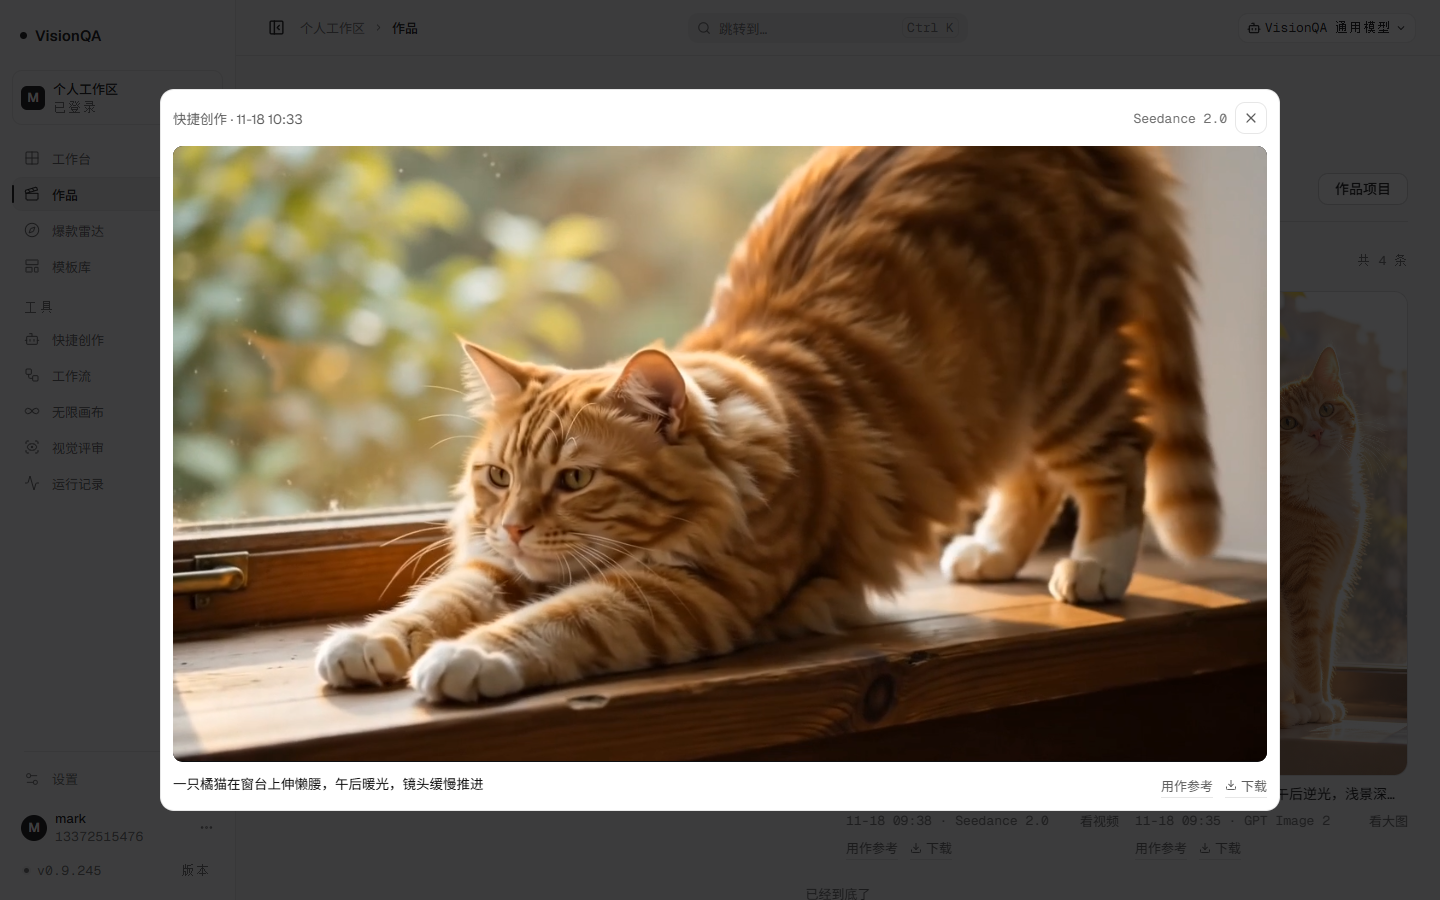 VisionQA
个人工作区 › 作品
跳转到… Ctrl K
VisionQA 通用模型
M 个人工作区
已登录
工作台
作品
爆款雷达
模板库
工具
快捷创作
工作流
无限画布
视觉评审
运行记录
设置
M mark
13372515476
v0.9.245 版本
快捷创作 · 11-18 10:33
Seedance 2.0
一只橘猫在窗台上伸懒腰，午后暖光，镜头缓慢推进
用作参考 下载
作品项目
共 4 条
午后逆光，浅景深…
11-18 09:38 · Seedance 2.0 看视频
用作参考 下载
11-18 09:35 · GPT Image 2 看大图
用作参考 下载
已经到底了